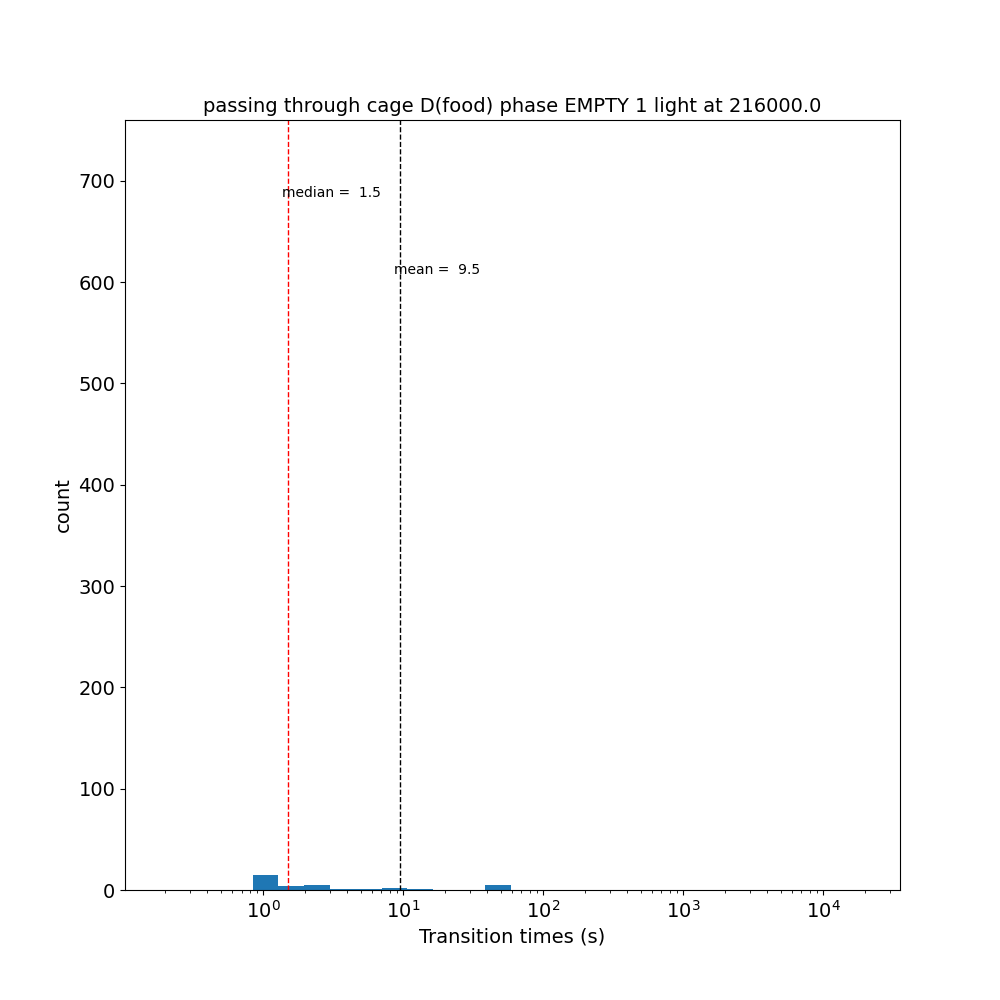 passing through cage D(food) phase EMPTY 1 light at 216000.0
700
median =  1.5
mean =  9.5
600
500
400
300
200
100
0
count
10⁰ 10¹ 10² 10³ 10⁴
Transition times (s)